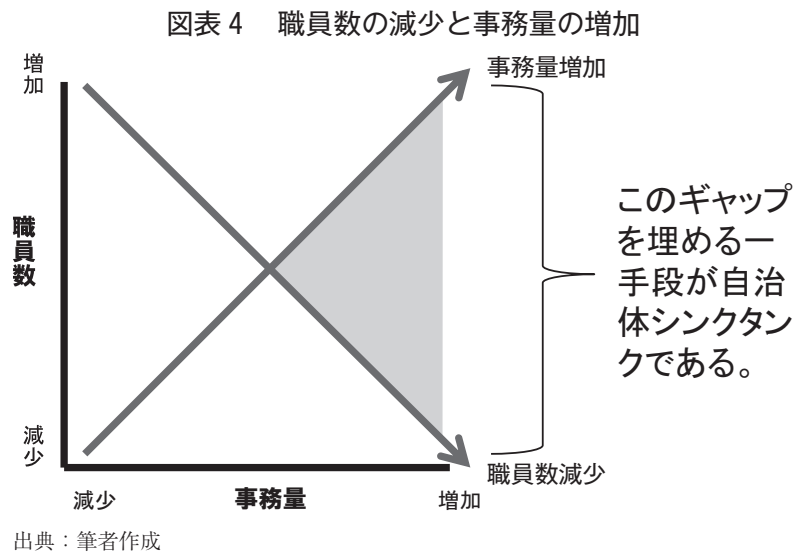 図表 4　職員数の減少と事務量の増加
増加
事務量増加
職員数
このギャップ
を埋める一
手段が自治
体シンクタン
クである。
減少
職員数減少
減少
事務量
増加
出典：筆者作成